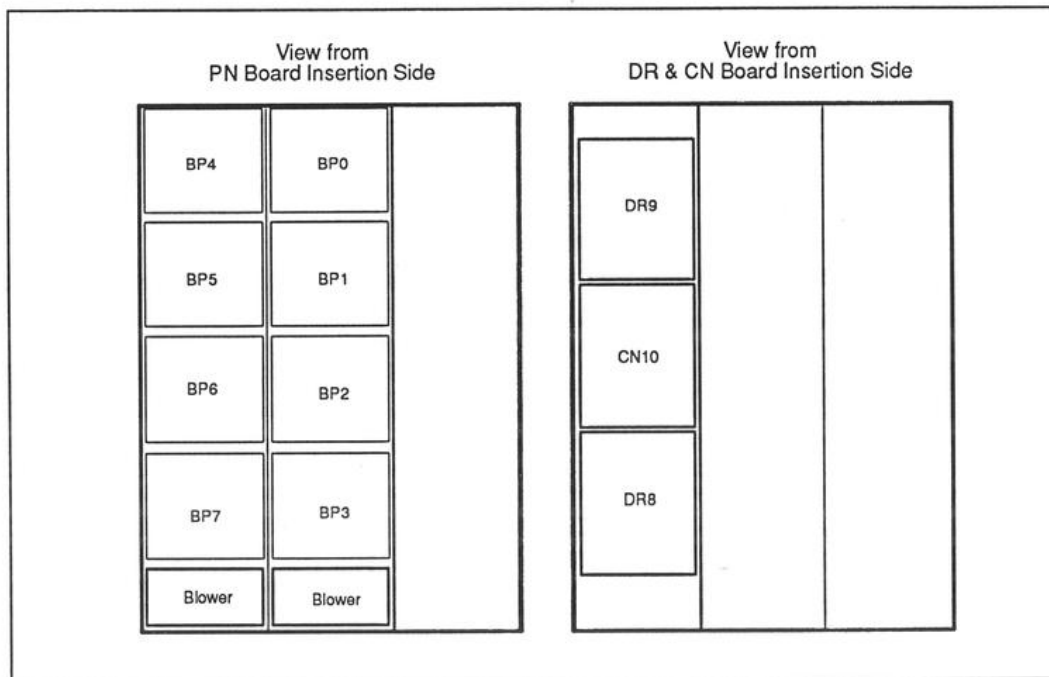 View from
PN Board Insertion Side
BP4
BP0
BP5
BP1
BP6
BP2
BP7
BP3
Blower
Blower
View from
DR & CN Board Insertion Side
DR9
CN10
DR8